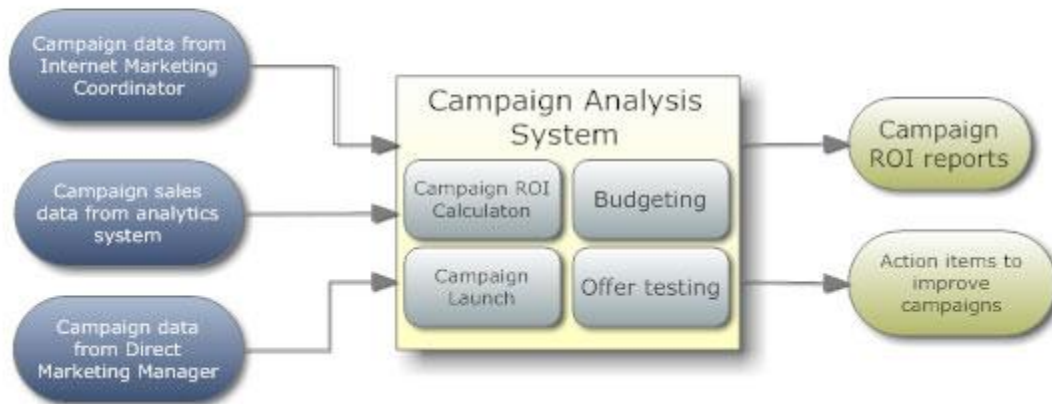 Campaign data from
Internet Marketing
Coordinator
Campaign sales
data from analytics
system
Campaign data
from Direct
Marketing Manager
Campaign Analysis
System
Campaign ROI
Calculaton
Budgeting
Campaign
Launch
Offer testing
Campaign
ROI reports
Action items to
improve
campaigns